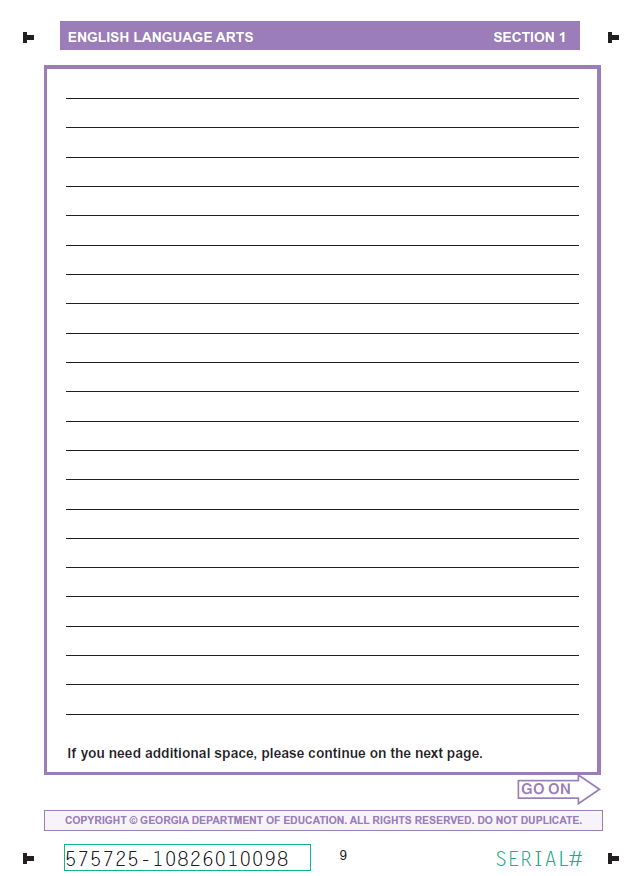 ENGLISH LANGUAGE ARTS SECTION 1
If you need additional space, please continue on the next page.
GO ON
COPYRIGHT © GEORGIA DEPARTMENT OF EDUCATION. ALL RIGHTS RESERVED. DO NOT DUPLICATE.
575725-10826010098 9 SERIAL#